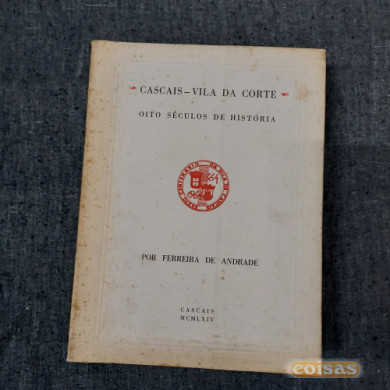 CASCAIS – VILA DA CORTE
OITO SÉCULOS DE HISTÓRIA
POR FERREIRA DE ANDRADE
CASCAIS
MCMLXIV
coisas